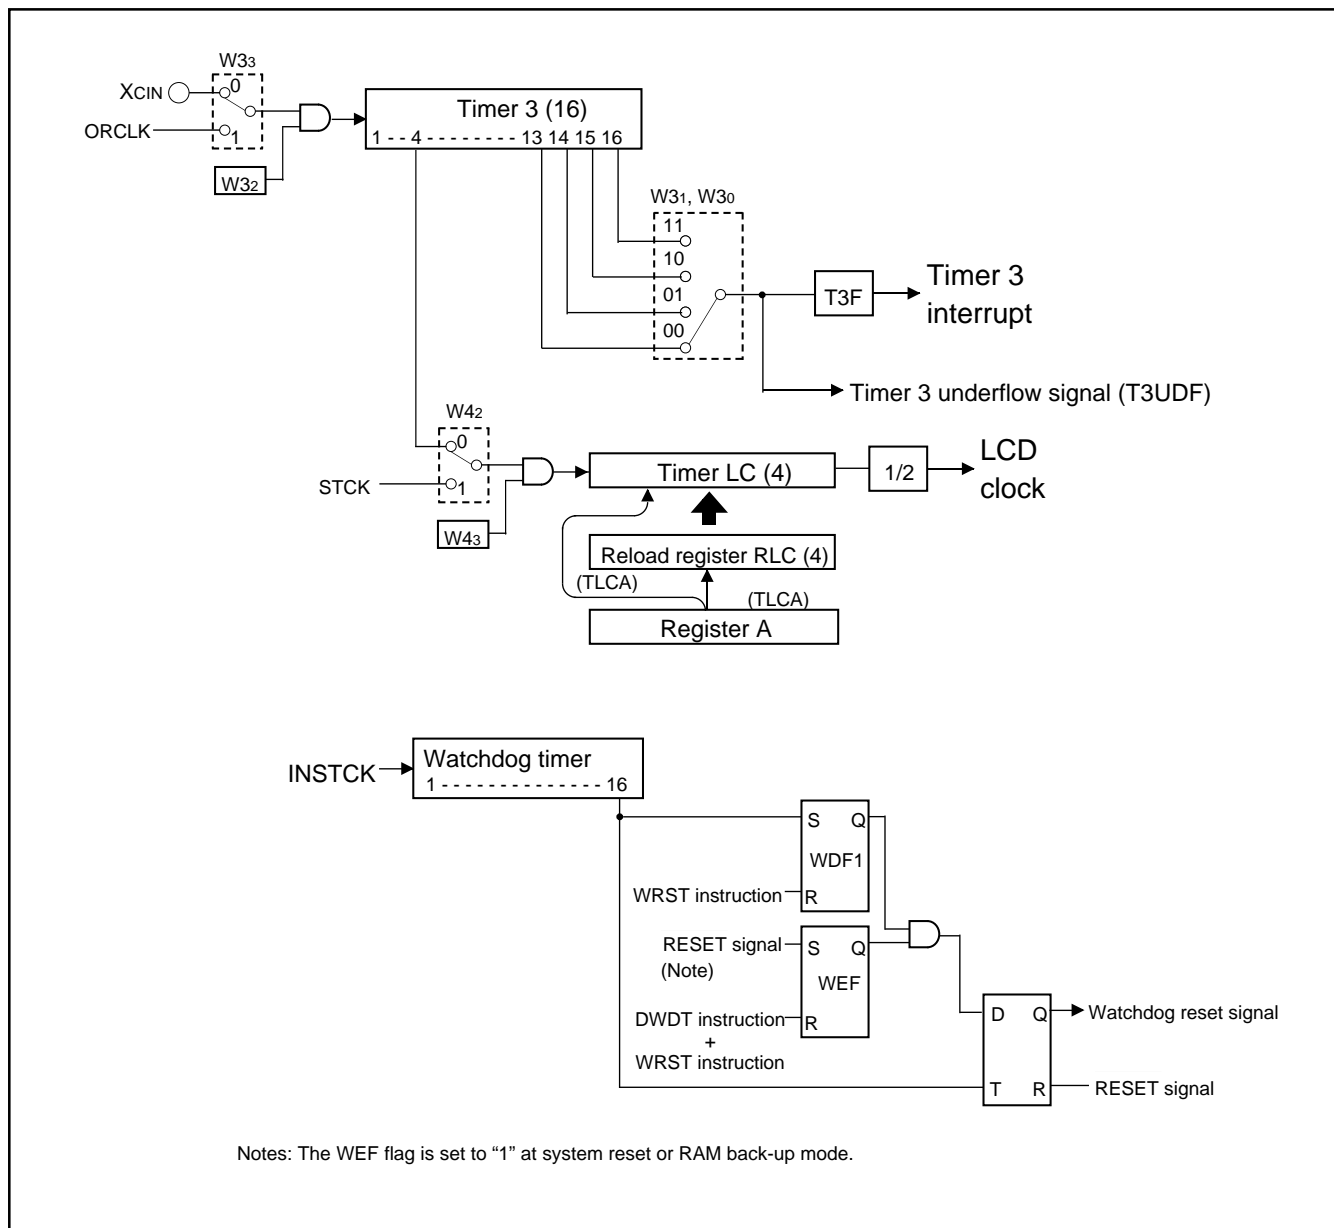 W33
XCIN
0
ORCLK
1
W32
Timer 3 (16)
1 - - 4 - - - - - - - - 13 14 15 16
W31, W30
11
10
01
00
T3F
Timer 3
interrupt
Timer 3 underflow signal (T3UDF)
W42
0
STCK
1
W43
Timer LC (4)
1/2
LCD
clock
Reload register RLC (4)
(TLCA)
(TLCA)
Register A
INSTCK
Watchdog timer
1 - - - - - - - - - - - - - - 16
S Q
WDF1
WRST instruction
R
RESET signal
(Note)
S Q
WEF
DWDT instruction
+
WRST instruction
R
D Q
Watchdog reset signal
T R
RESET signal
Notes: The WEF flag is set to “1” at system reset or RAM back-up mode.